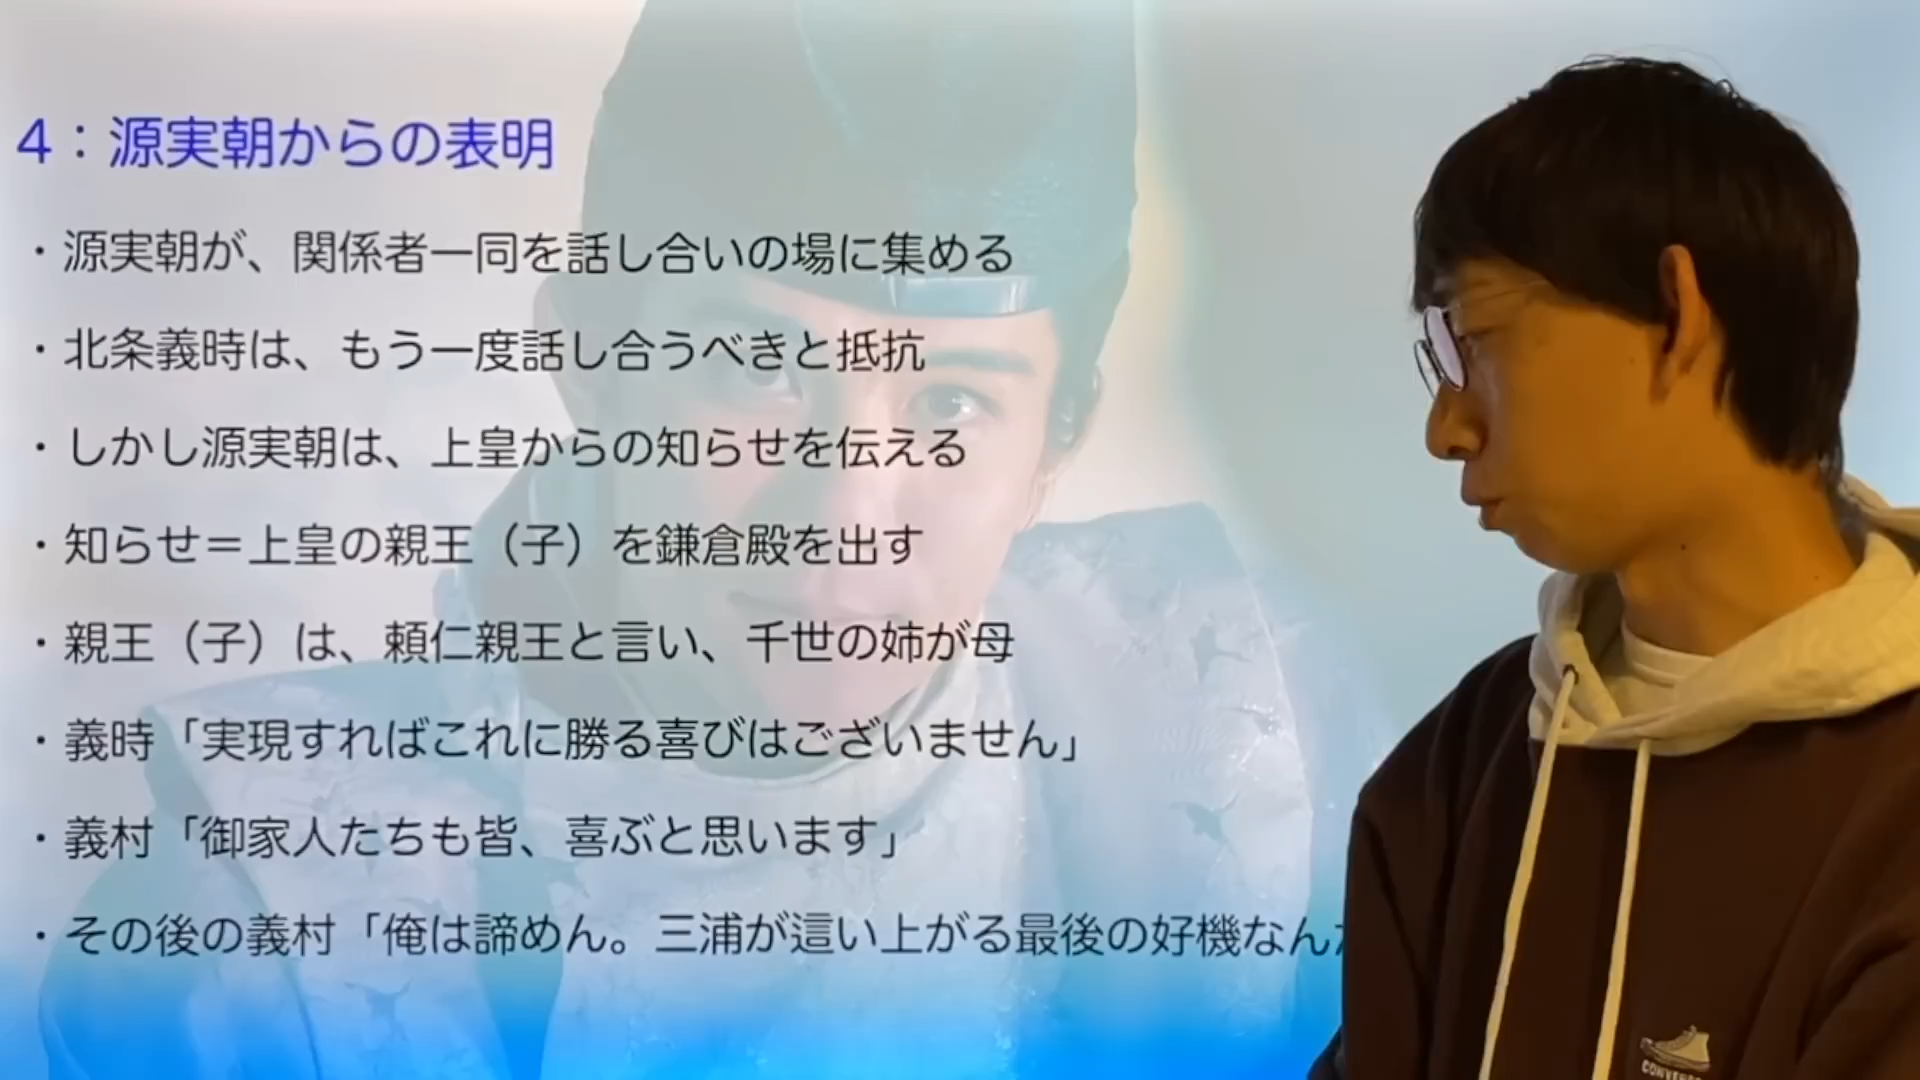 4：源実朝からの表明
・源実朝が、関係者一同を話し合いの場に集める
・北条義時は、もう一度話し合うべきと抵抗
・しかし源実朝は、上皇からの知らせを伝える
・知らせ＝上皇の親王（子）を鎌倉殿を出す
・親王（子）は、頼仁親王と言い、千世の姉が母
・義時「実現すればこれに勝る喜びはございません」
・義村「御家人たちも皆、喜ぶと思います」
・その後の義村「俺は諦めん。三浦が這い上がる最後の好機なん